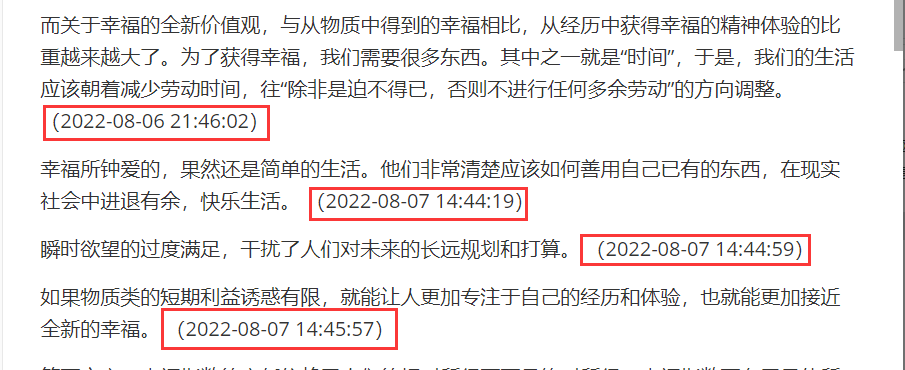 而关于幸福的全新价值观，与从物质中得到的幸福相比，从经历中获得幸福的精神体验的比
重越来越大了。为了获得幸福，我们需要很多东西。其中之一就是“时间”，于是，我们的生活
应该朝着减少劳动时间，往“除非是迫不得已，否则不进行任何多余劳动”的方向调整。
（2022-08-06 21:46:02）
幸福所钟爱的，果然还是简单的生活。他们非常清楚应该如何善用自己已有的东西，在现实
社会中进退有余，快乐生活。 （2022-08-07 14:44:19）
瞬时欲望的过度满足，干扰了人们对未来的长远规划和打算。 （2022-08-07 14:44:59）
如果物质类的短期利益诱惑有限，就能让人更加专注于自己的经历和体验，也就能更加接近
全新的幸福。 （2022-08-07 14:45:57）